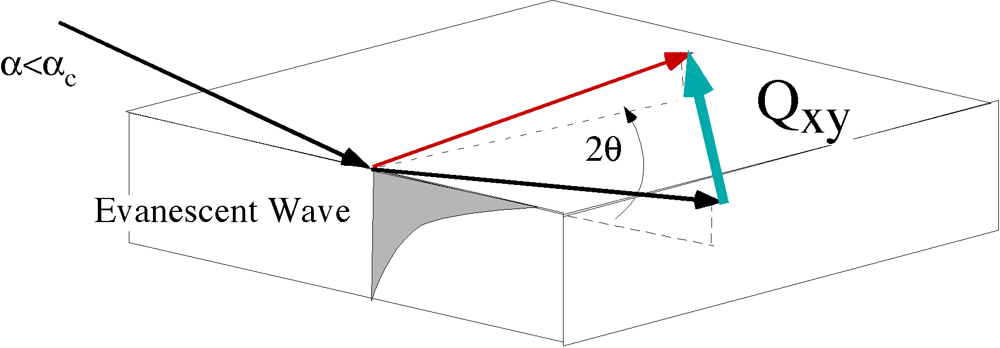 α<αc
Qxy
2θ
Evanescent Wave